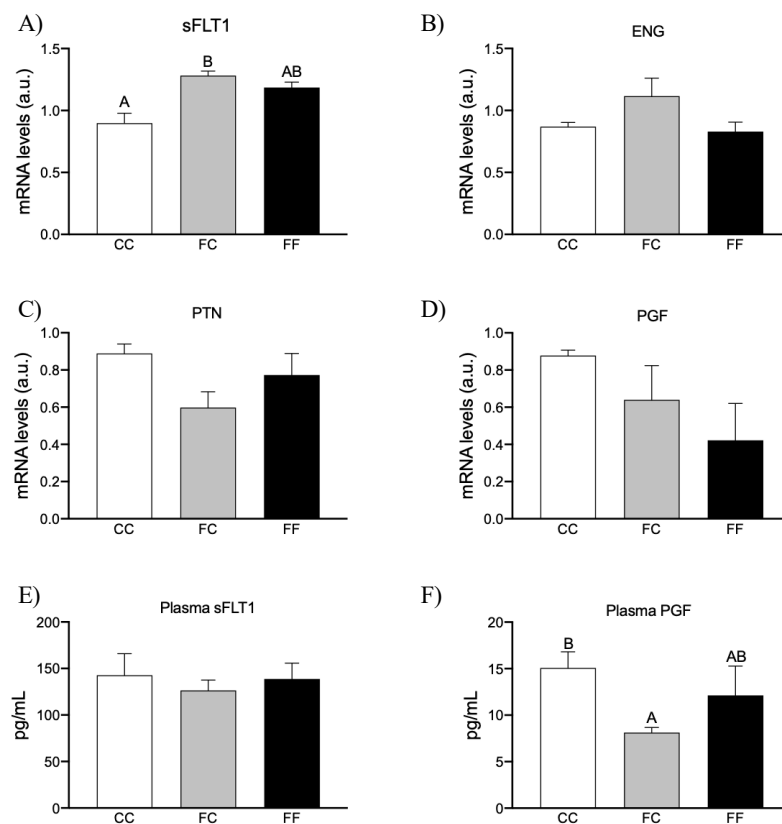 A)
sFLT1
mRNA levels (a.u.)
1.5
1.0
0.5
0.0
A
B
AB
CC FC FF
B)
ENG
mRNA levels (a.u.)
1.5
1.0
0.5
0.0
CC FC FF
C)
PTN
mRNA levels (a.u.)
1.0
0.8
0.6
0.4
0.2
0.0
CC FC FF
D)
PGF
mRNA levels (a.u.)
1.0
0.8
0.6
0.4
0.2
0.0
CC FC FF
E)
Plasma sFLT1
pg/mL
200
150
100
50
0
CC FC FF
F)
Plasma PGF
pg/mL
20
15
10
5
0
B
A
AB
CC FC FF